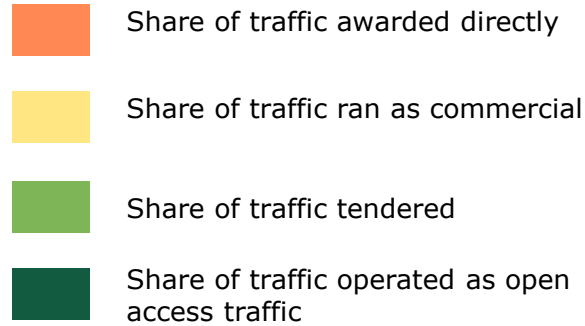 Share of traffic awarded directly
Share of traffic ran as commercial
Share of traffic tendered
Share of traffic operated as open
access traffic